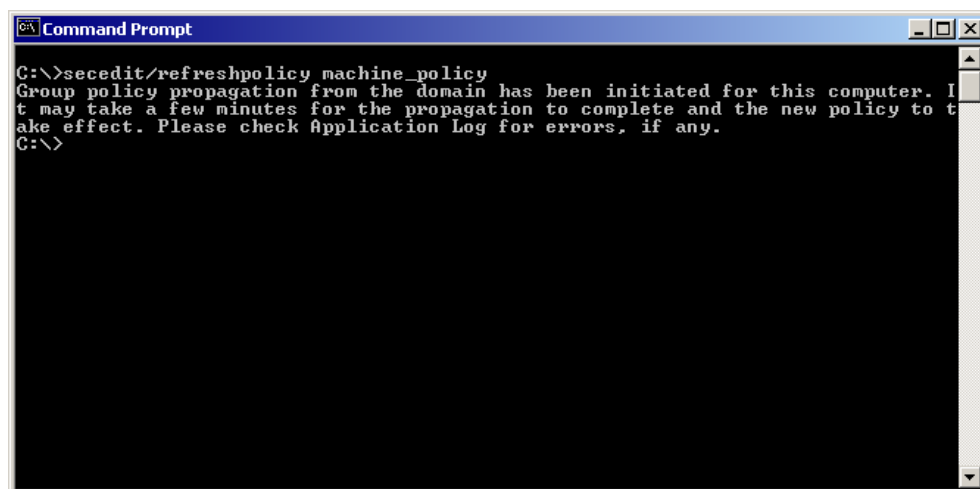 Command Prompt
C:\>secedit/refreshpolicy machine_policy
Group policy propagation from the domain has been initiated for this computer. I
t may take a few minutes for the propagation to complete and the new policy to t
ake effect. Please check Application Log for errors, if any.
C:\>